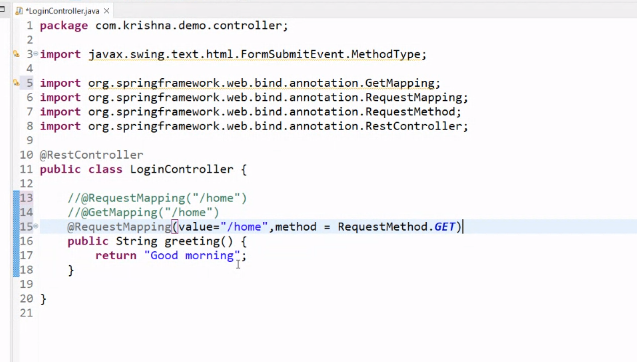 *LoginController.java
1 package com.krishna.demo.controller;
2
3 import javax.swing.text.html.FormSubmitEvent.MethodType;
4
5 import org.springframework.web.bind.annotation.GetMapping;
6 import org.springframework.web.bind.annotation.RequestMapping;
7 import org.springframework.web.bind.annotation.RequestMethod;
8 import org.springframework.web.bind.annotation.RestController;
9
10 @RestController
11 public class LoginController {
12
13 //@RequestMapping("/home")
14 //@GetMapping("/home")
15 @RequestMapping(value="/home",method = RequestMethod.GET)
16 public String greeting() {
17 return "Good morning";
18 }
19
20 }
21